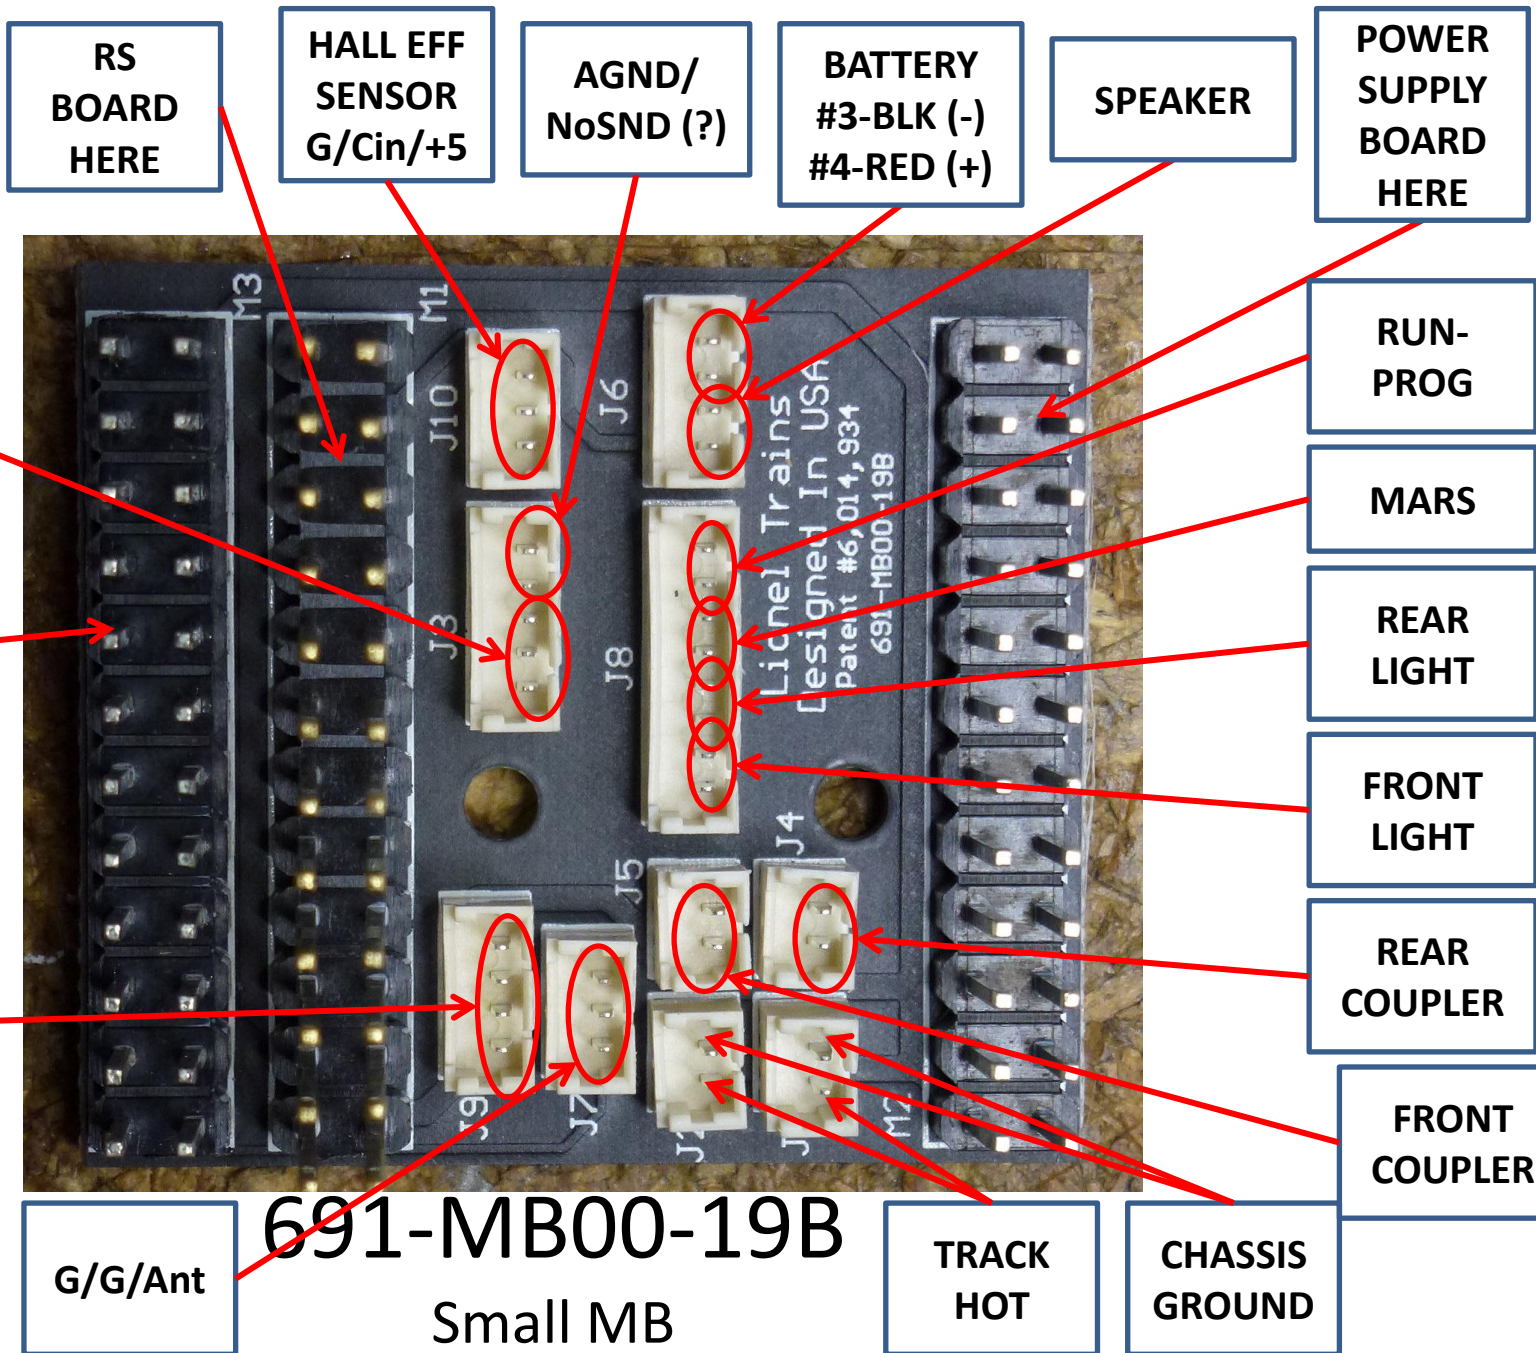 RS
BOARD
HERE
HALL EFF
SENSOR
G/Cin/+5
AGND/
NoSND (?)
BATTERY
#3-BLK (-)
#4-RED (+)
SPEAKER
POWER
SUPPLY
BOARD
HERE
RUN-
PROG
MARS
REAR
LIGHT
FRONT
LIGHT
REAR
COUPLER
FRONT
COUPLER
M3
M1
J10
J6
J3
J8
Lionel Trains
Designed In USA
Patent #6,014,934
691-MB00-19B
J5
J4
J9
J7
M2
G/G/Ant
691-MB00-19B
Small MB
TRACK
HOT
CHASSIS
GROUND